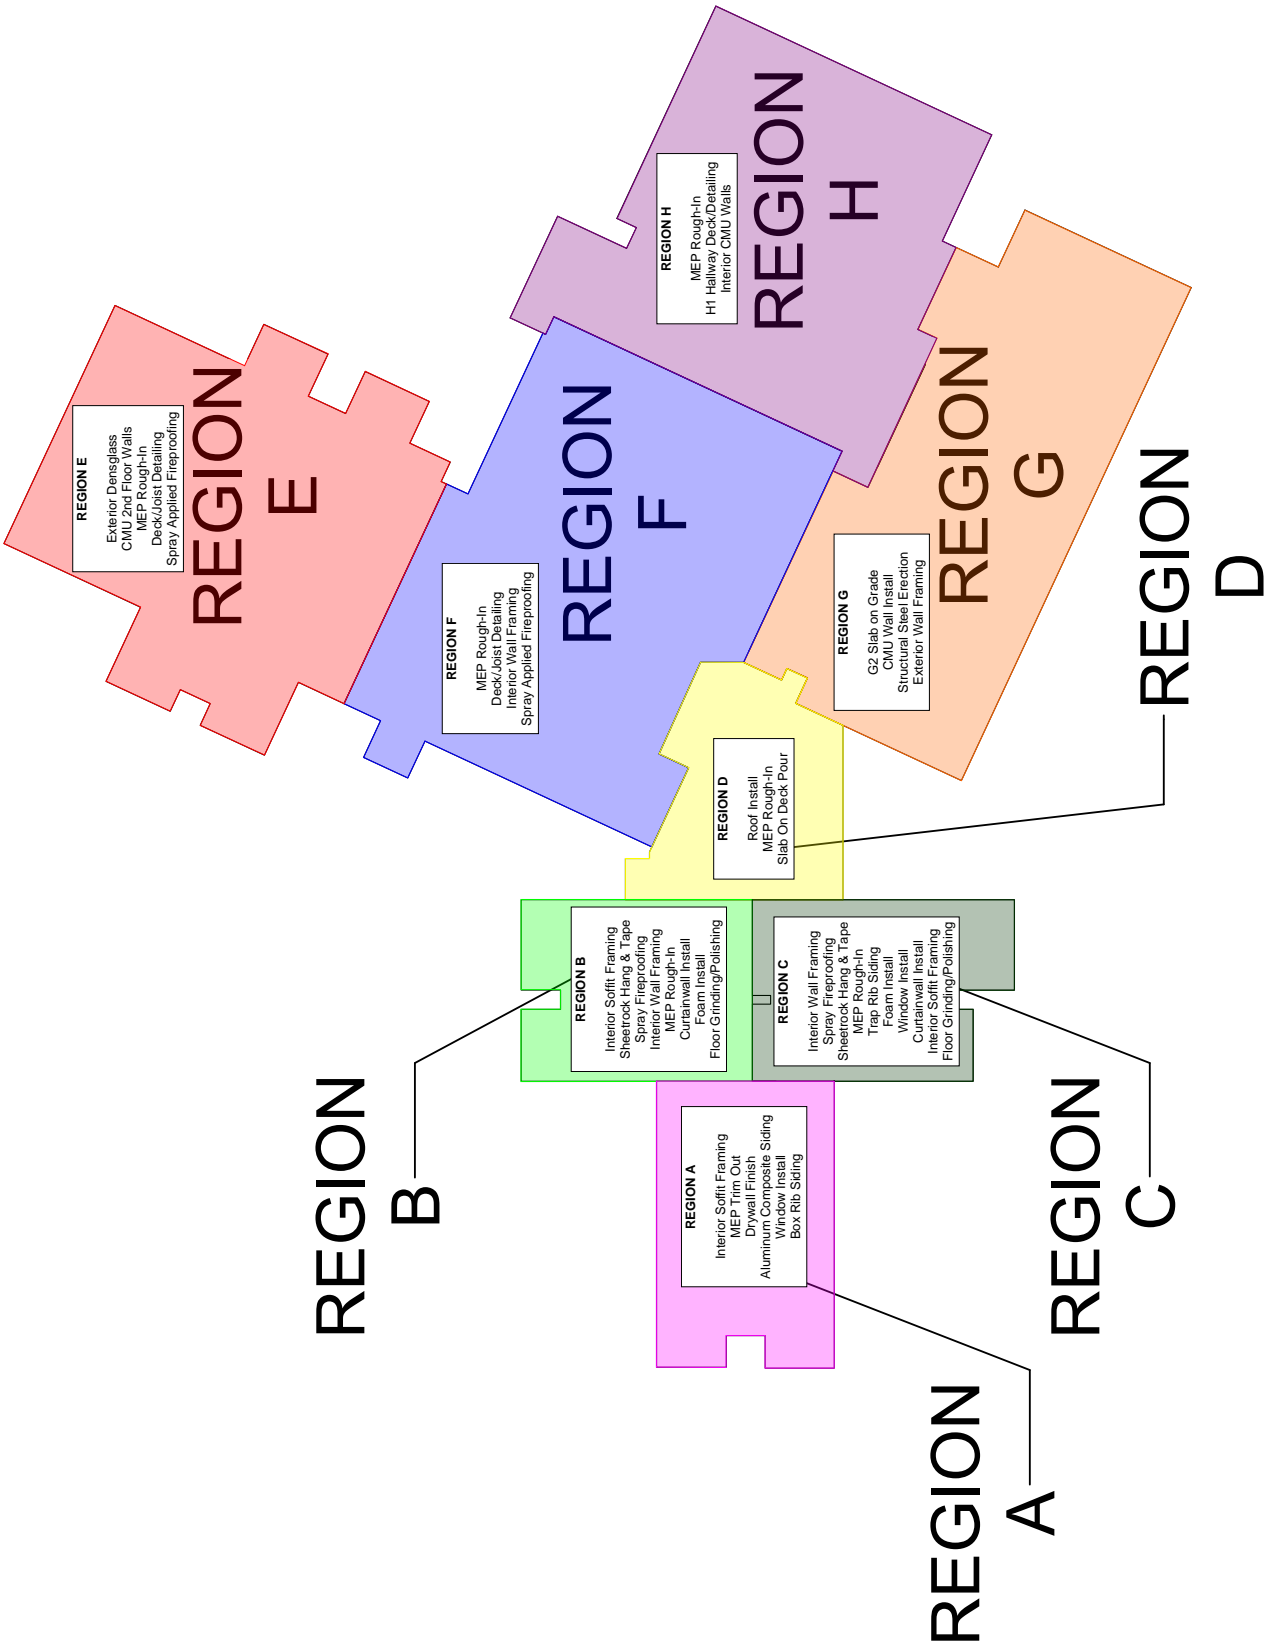 REGION
A
REGION A
Interior Soffit Framing
MEP Trim Out
Drywall Finish
Aluminum Composite Siding
Window Install
Box Rib Siding
REGION
B
REGION B
Interior Soffit Framing
Sheetrock Hang & Tape
Spray Fireproofing
Interior Wall Framing
MEP Rough-In
Curtainwall Install
Foam Install
Floor Grinding/Polishing
REGION
C
REGION C
Interior Wall Framing
Spray Fireproofing
Sheetrock Hang & Tape
MEP Rough-In
Trap Rib Siding
Foam Install
Window Install
Curtainwall Install
Interior Soffit Framing
Floor Grinding/Polishing
REGION
D
REGION D
Roof Install
MEP Rough-In
Slab On Deck Pour
REGION
E
REGION E
Exterior Densglass
CMU 2nd Floor Walls
MEP Rough-In
Deck/Joist Detailing
Spray Applied Fireproofing
REGION
F
REGION F
MEP Rough-In
Deck/Joist Detailing
Interior Wall Framing
Spray Applied Fireproofing
REGION
G
REGION G
G2 Slab on Grade
CMU Wall Install
Structural Steel Erection
Exterior Wall Framing
REGION
H
REGION H
MEP Rough-In
H1 Hallway Deck/Detailing
Interior CMU Walls